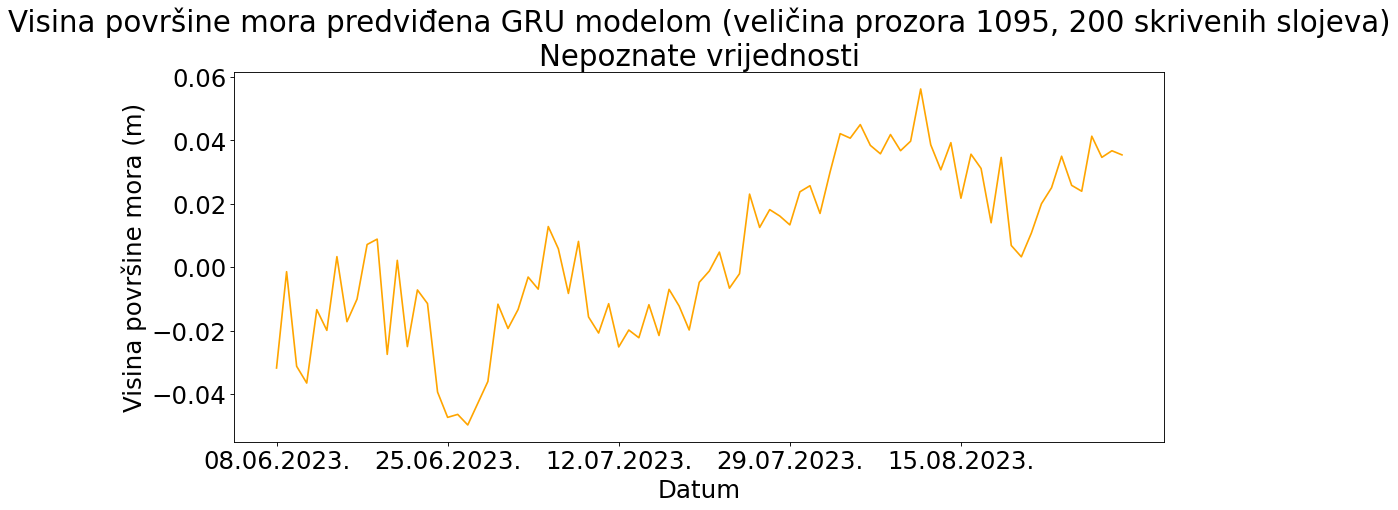 Visina površine mora predviđena GRU modelom (veličina prozora 1095, 200 skrivenih slojeva)
Nepoznate vrijednosti
Visina površine mora (m)
0.06
0.04
0.02
0.00
−0.02
−0.04
08.06.2023. 25.06.2023. 12.07.2023. 29.07.2023. 15.08.2023.
Datum